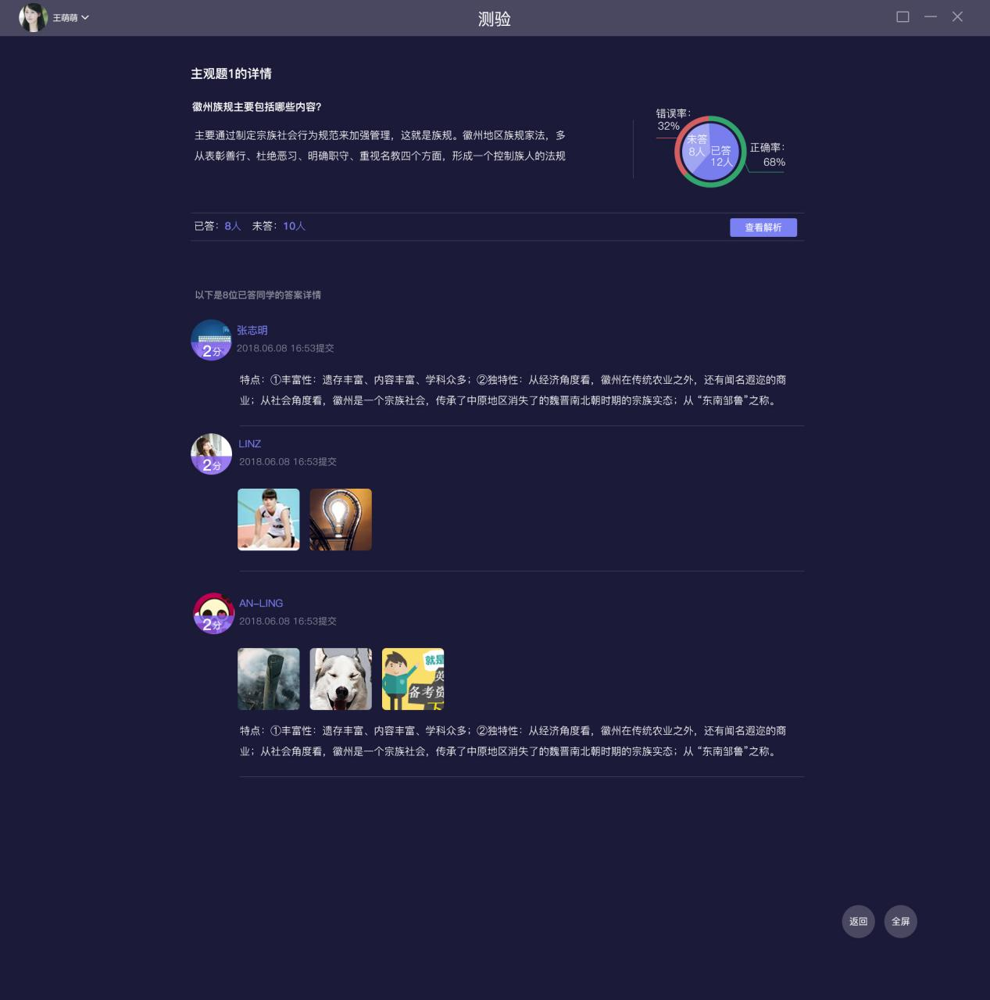 王萌萌
测验
主观题1的详情
徽州族规主要包括哪些内容?
主要通过制定宗族社会行为规范来加强管理，这就是族规。徽州地区族规家法，多
从表彰善行、杜绝恶习、明确职守、重视名教四个方面，形成一个控制族人的法规
错误率：
32%
未答
8人
已答
12人
正确率：
68%
已答：8人 未答：10人
查看解析
以下是8位已答同学的答案详情
张志明
2分
2018.06.08 16:53提交
特点：①丰富性：遗存丰富、内容丰富、学科众多；②独特性：从经济角度看，徽州在传统农业之外，还有闻名遐迩的商
业；从社会角度看，徽州是一个宗族社会，传承了中原地区消失了的魏晋南北朝时期的宗族实态；从 “东南邹鲁”之称。
LINZ
2分
2018.06.08 16:53提交
AN-LING
2分
2018.06.08 16:53提交
就是
英
备考资
下
特点：①丰富性：遗存丰富、内容丰富、学科众多；②独特性：从经济角度看，徽州在传统农业之外，还有闻名遐迩的商
业；从社会角度看，徽州是一个宗族社会，传承了中原地区消失了的魏晋南北朝时期的宗族实态；从 “东南邹鲁”之称。
返回
全屏